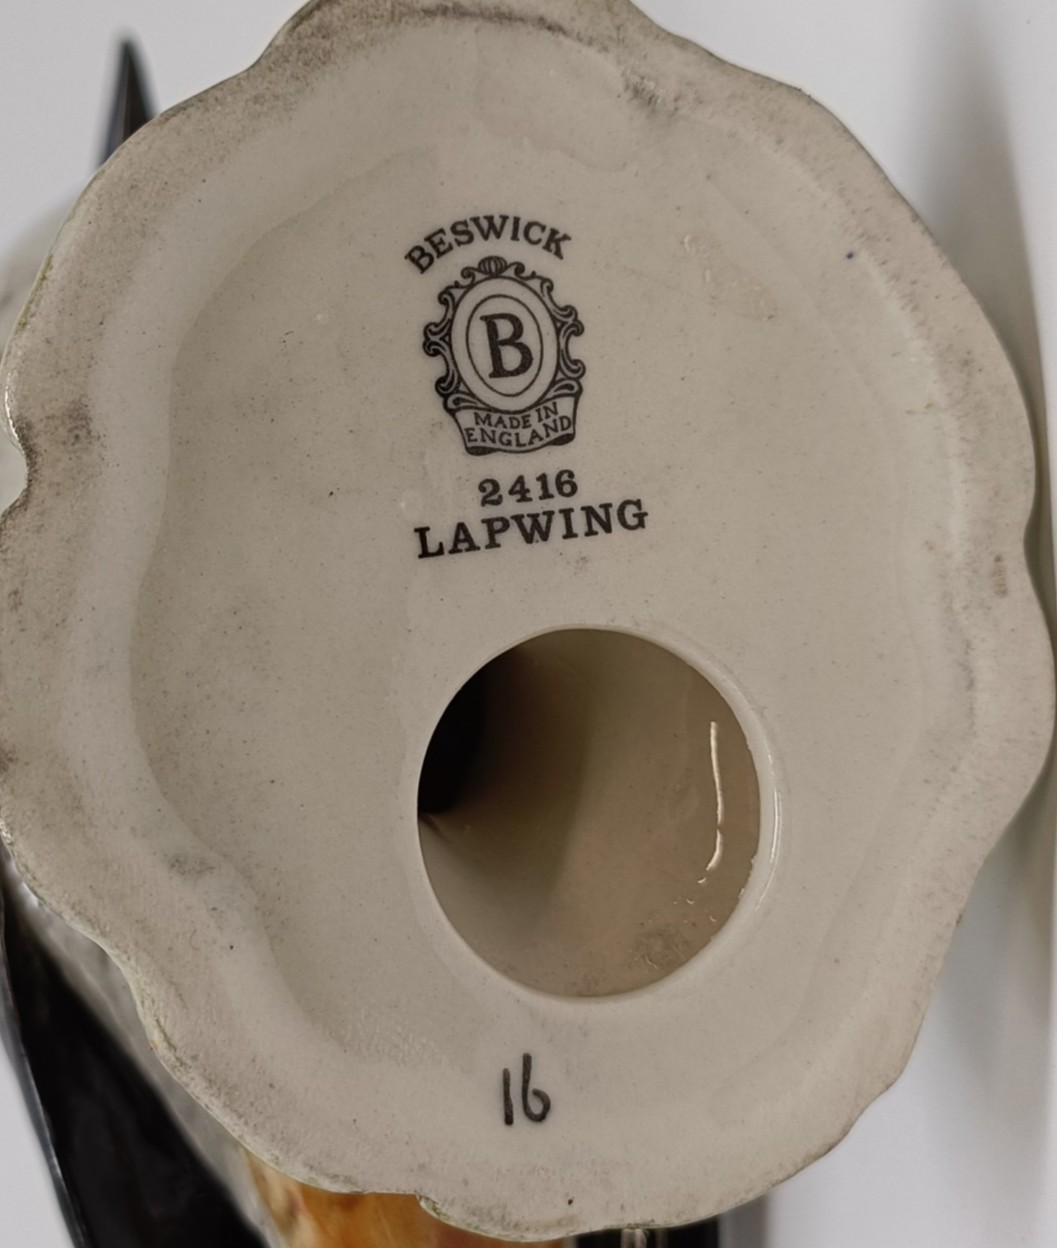 BESWICK
B
MADE IN
ENGLAND
2416
LAPWING
16